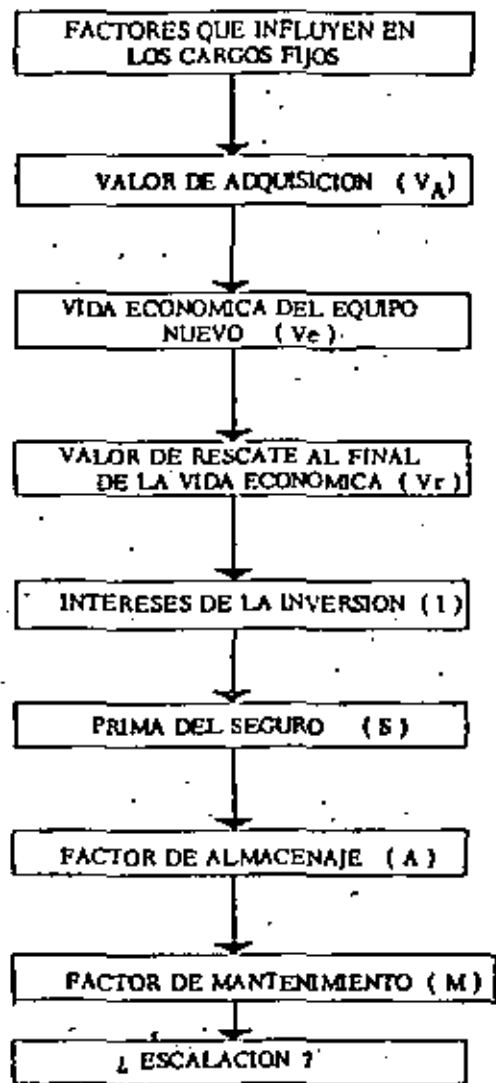 FACTORES QUE INFLUYEN EN
LOS CARGOS FIJOS
VALOR DE ADQUISICION ( VA)
VIDA ECONOMICA DEL EQUIPO
NUEVO ( Ve )
VALOR DE RESCATE AL FINAL
DE LA VIDA ECONOMICA ( Vr )
INTERESES DE LA INVERSION ( I )
PRIMA DEL SEGURO ( S )
FACTOR DE ALMACENAJE ( A )
FACTOR DE MANTENIMIENTO ( M )
¿ ESCALACION ?